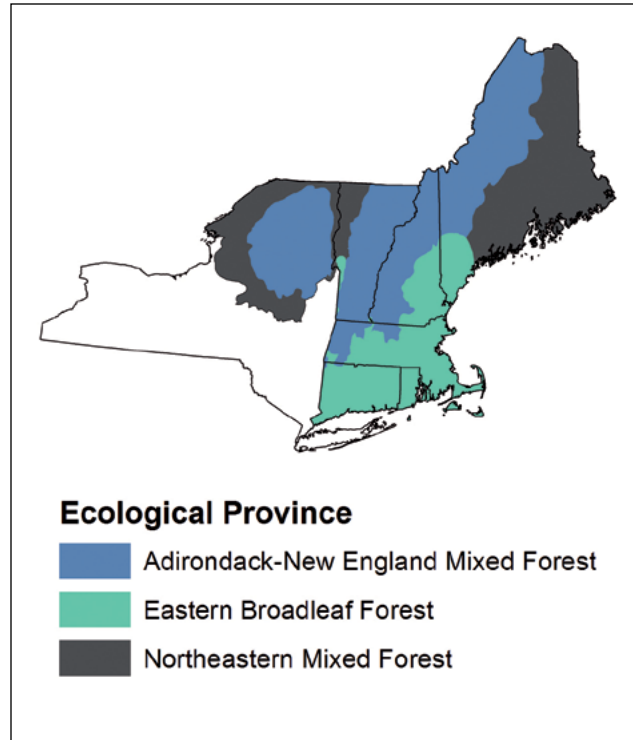 Ecological Province
Adirondack-New England Mixed Forest
Eastern Broadleaf Forest
Northeastern Mixed Forest